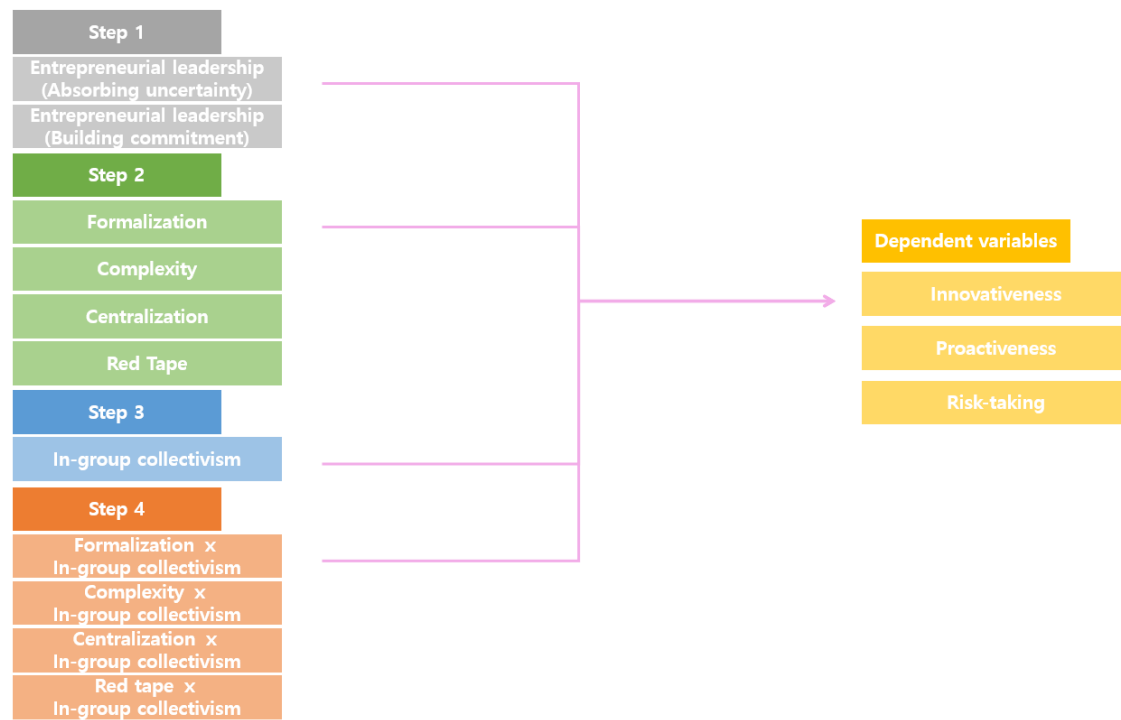 Step 1
Entrepreneurial leadership
(Absorbing uncertainty)
Entrepreneurial leadership
(Building commitment)
Step 2
Formalization
Complexity
Centralization
Red Tape
Step 3
In-group collectivism
Step 4
Formalization x
In-group collectivism
Complexity x
In-group collectivism
Centralization x
In-group collectivism
Red tape x
In-group collectivism
Dependent variables
Innovativeness
Proactiveness
Risk-taking